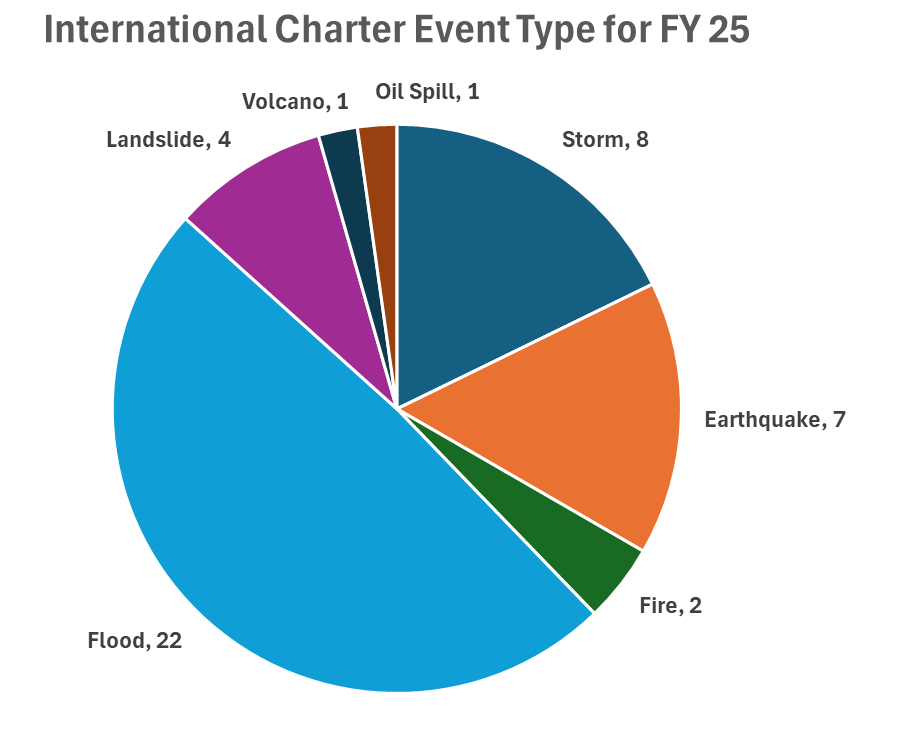 International Charter Event Type for FY 25
Oil Spill, 1
Volcano, 1
Landslide, 4
Storm, 8
Earthquake, 7
Fire, 2
Flood, 22